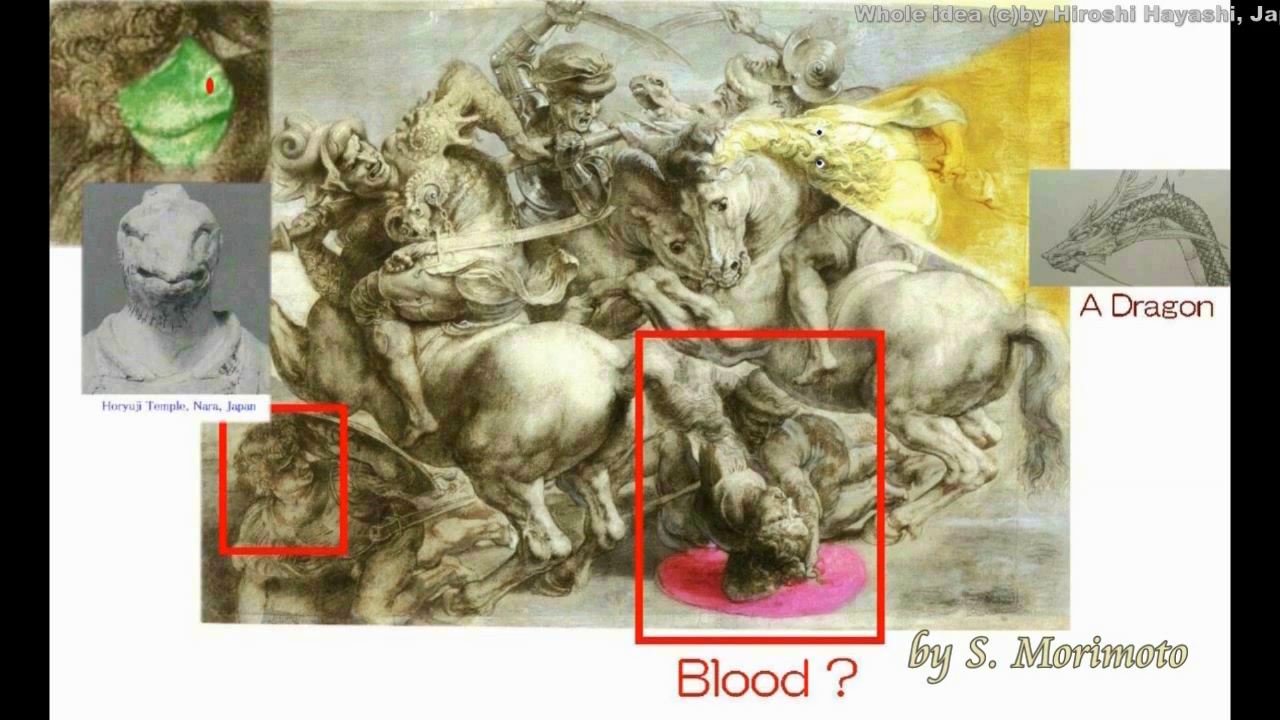 Whole idea (c)by Hiroshi Hayashi, Ja
A Dragon
Horyuji Temple, Nara, Japan
Blood ?
by S. Morimoto